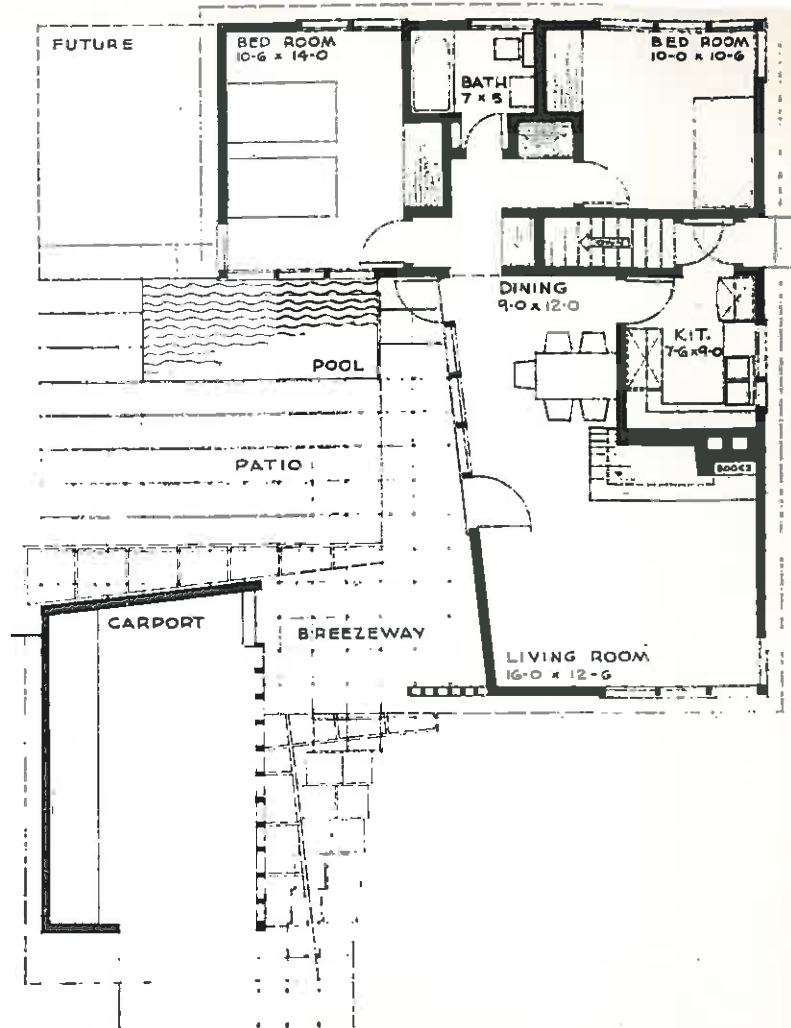 FUTURE
BED ROOM
10-6 x 14-0
BATH
7 x 5
BED ROOM
10-0 x 10-6
DINING
9-0 x 12-0
KIT.
7-6 x 9-0
POOL
PATIO
BOOKS
CARPORT
BREEZEWAY
LIVING ROOM
16-0 x 12-6